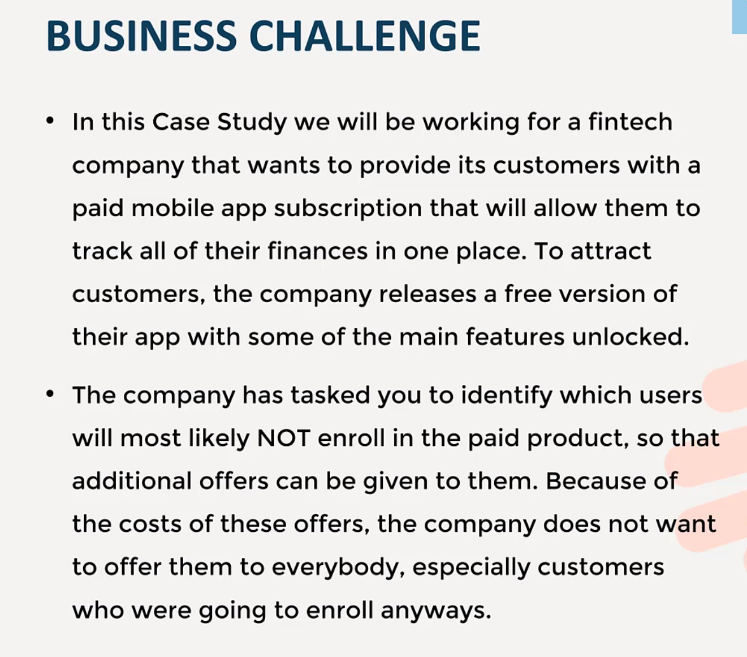 BUSINESS CHALLENGE
• In this Case Study we will be working for a fintech
company that wants to provide its customers with a
paid mobile app subscription that will allow them to
track all of their finances in one place. To attract
customers, the company releases a free version of
their app with some of the main features unlocked.
• The company has tasked you to identify which users
will most likely NOT enroll in the paid product, so that
additional offers can be given to them. Because of
the costs of these offers, the company does not want
to offer them to everybody, especially customers
who were going to enroll anyways.